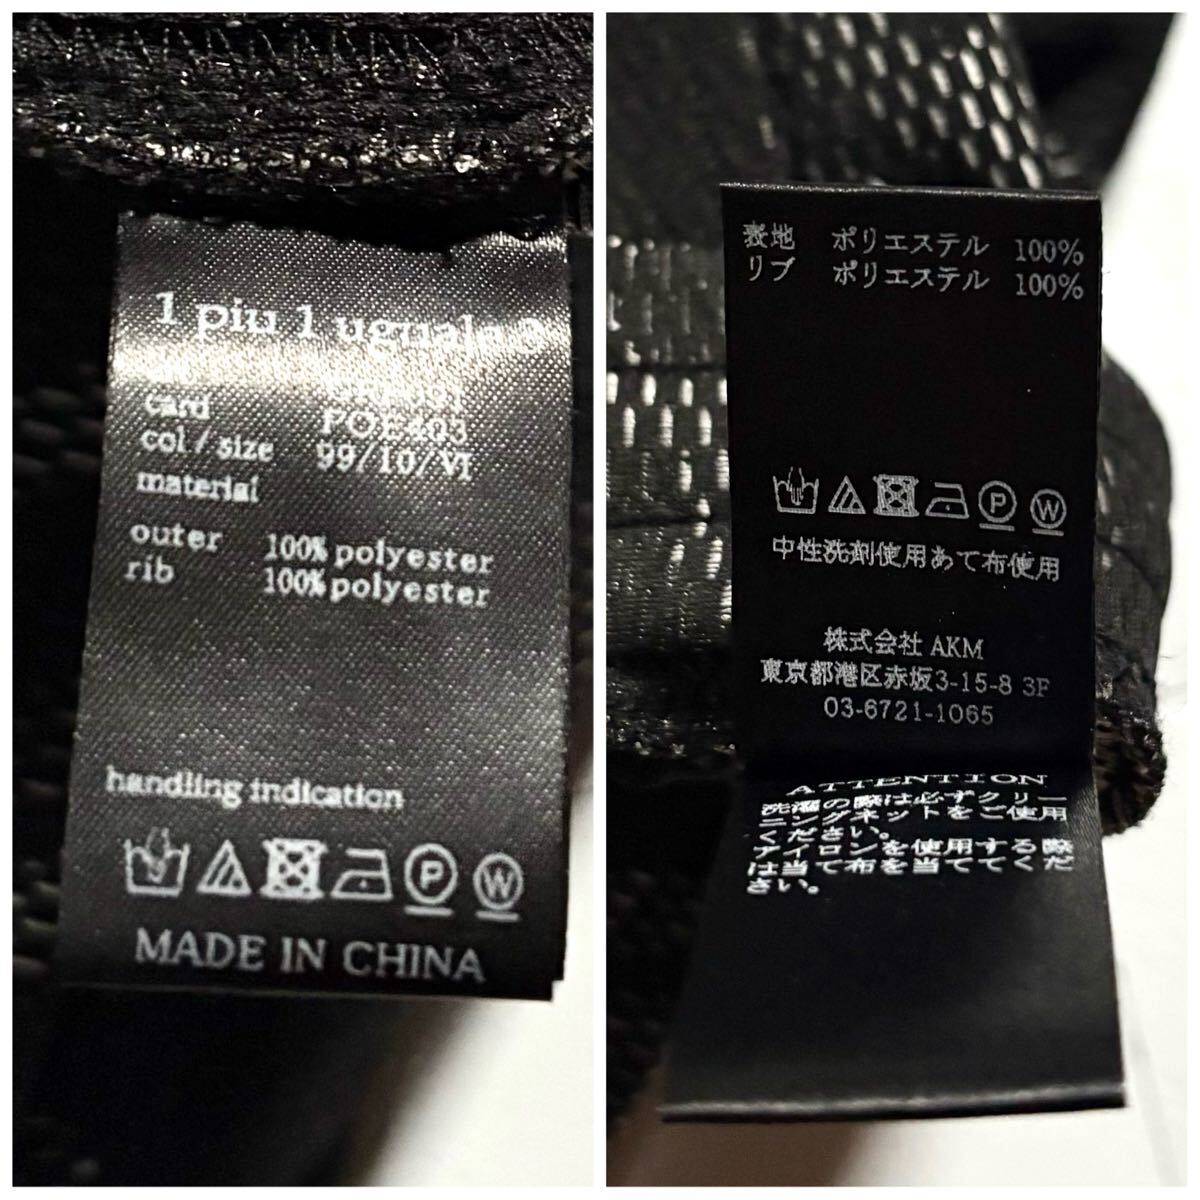 1 piu 1 uguale 3
card POE403
col/size 99/10/VI
material
outer 100% polyester
rib 100% polyester
handling indication
P W
MADE IN CHINA
表地 ポリエステル 100%
リブ ポリエステル 100%
P W
中性洗剤使用あて布使用
株式会社 AKM
東京都港区赤坂3-15-8 3F
03-6721-1065
ATTENTION
洗濯の際は必ずクリー
ニングネットをご使用
ください。
アイロンを使用する際
は当て布を当ててくだ
さい。